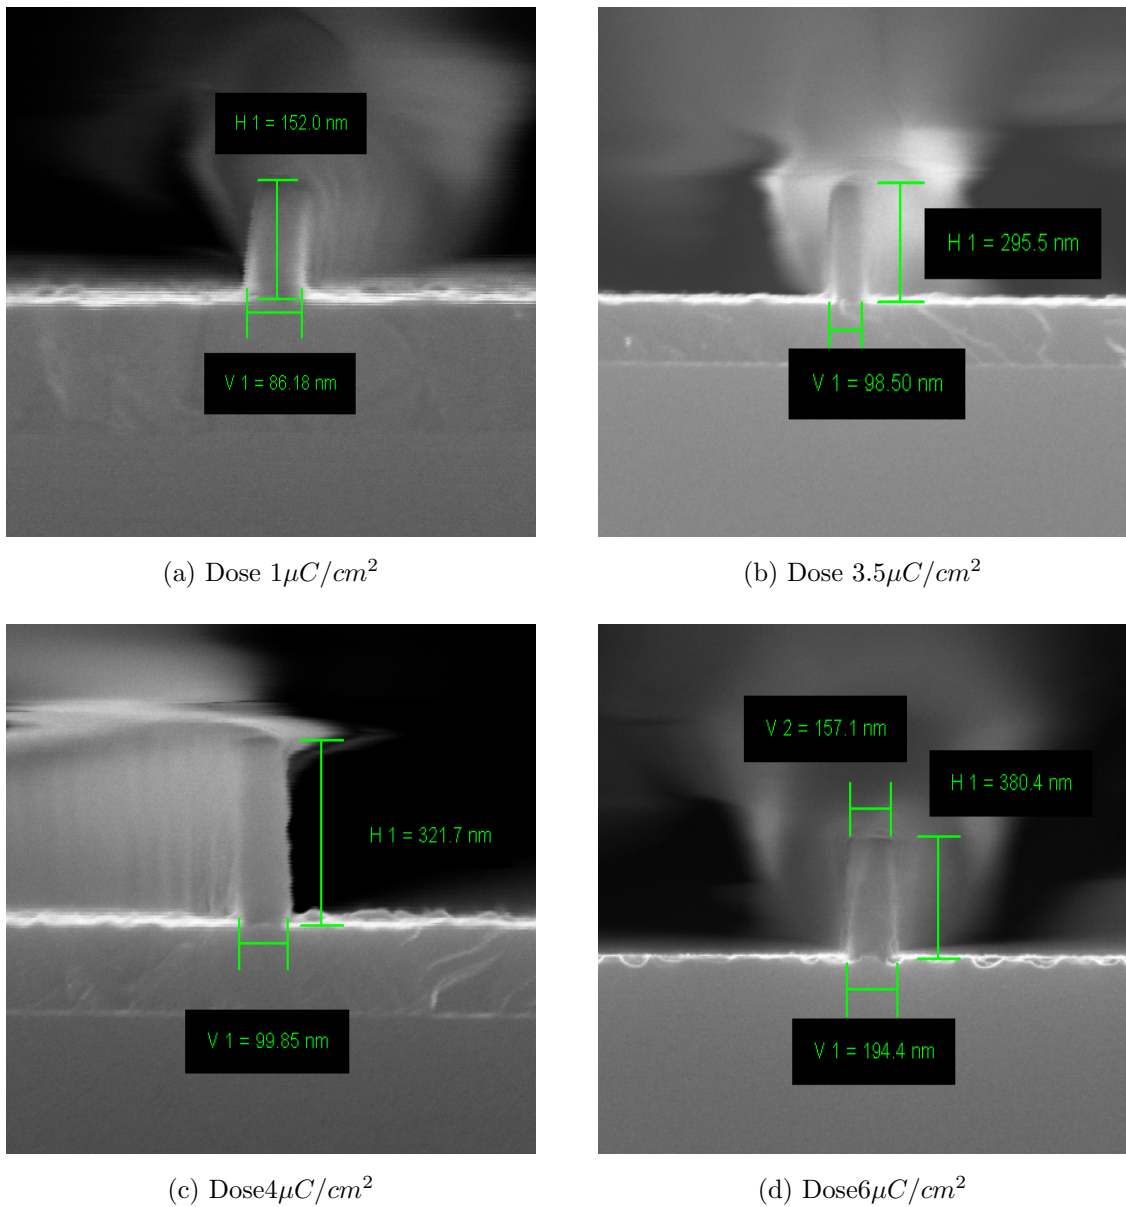 H 1 = 152.0 nm
V 1 = 86.18 nm
H 1 = 295.5 nm
V 1 = 98.50 nm
(a) Dose 1μC/cm²
(b) Dose 3.5μC/cm²
H 1 = 321.7 nm
V 1 = 99.85 nm
V 2 = 157.1 nm
H 1 = 380.4 nm
V 1 = 194.4 nm
(c) Dose4μC/cm²
(d) Dose6μC/cm²